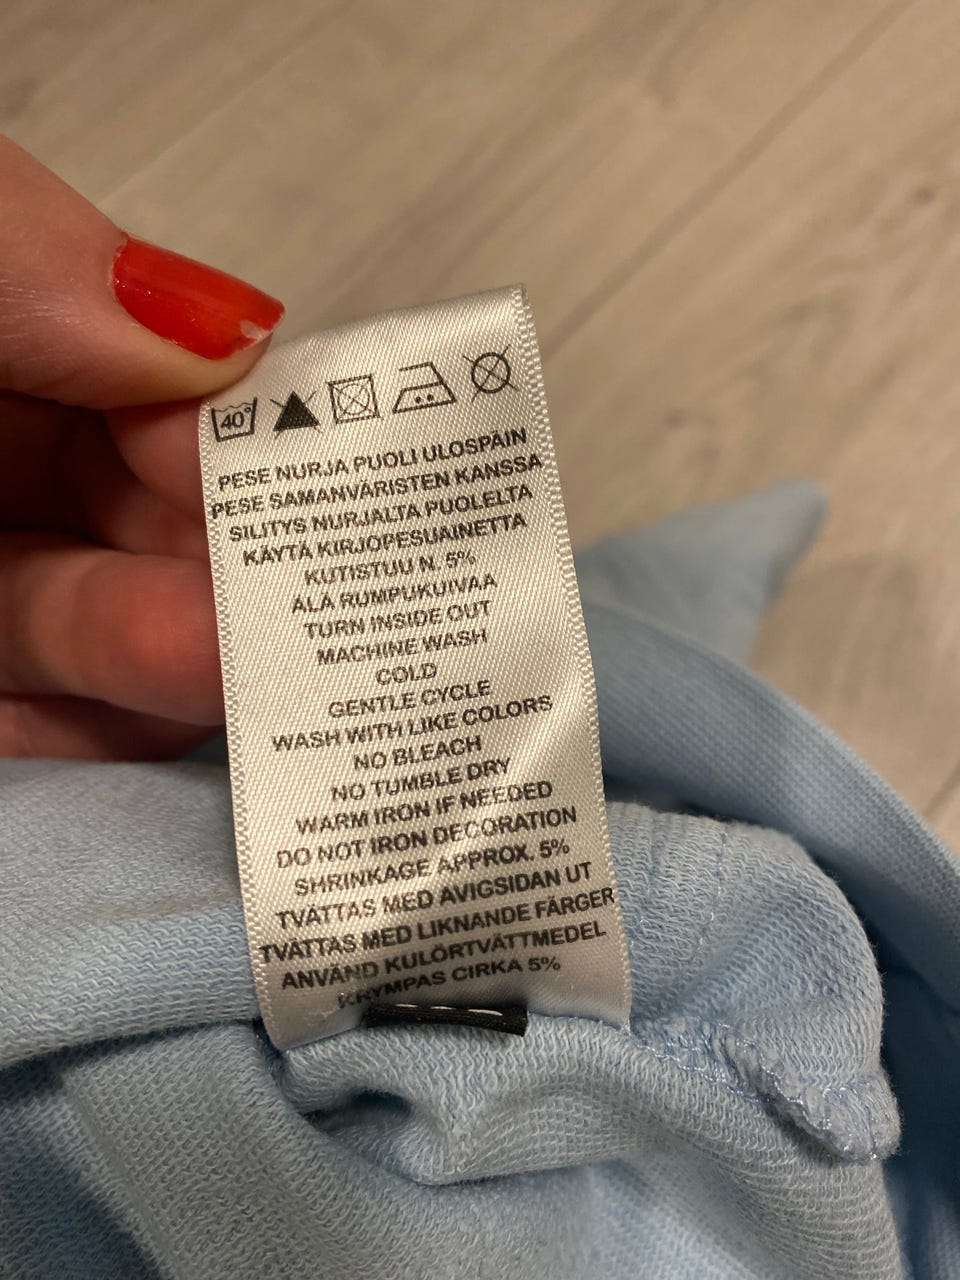 40°
PESE NURJA PUOLI ULOSPÄIN
PESE SAMANVÄRISTEN KANSSA
SILITYS NURJALTA PUOLELTA
KÄYTÄ KIRJOPESUAINETTA
KUTISTUU N. 5%
ÄLÄ RUMPUKUIVAA
TURN INSIDE OUT
MACHINE WASH
COLD
GENTLE CYCLE
WASH WITH LIKE COLORS
NO BLEACH
NO TUMBLE DRY
WARM IRON IF NEEDED
DO NOT IRON DECORATION
SHRINKAGE APPROX. 5%
TVÄTTAS MED AVIGSIDAN UT
TVÄTTAS MED LIKNANDE FÄRGER
ANVÄND KULÖRTVÄTTMEDEL
KRYMPAS CIRKA 5%